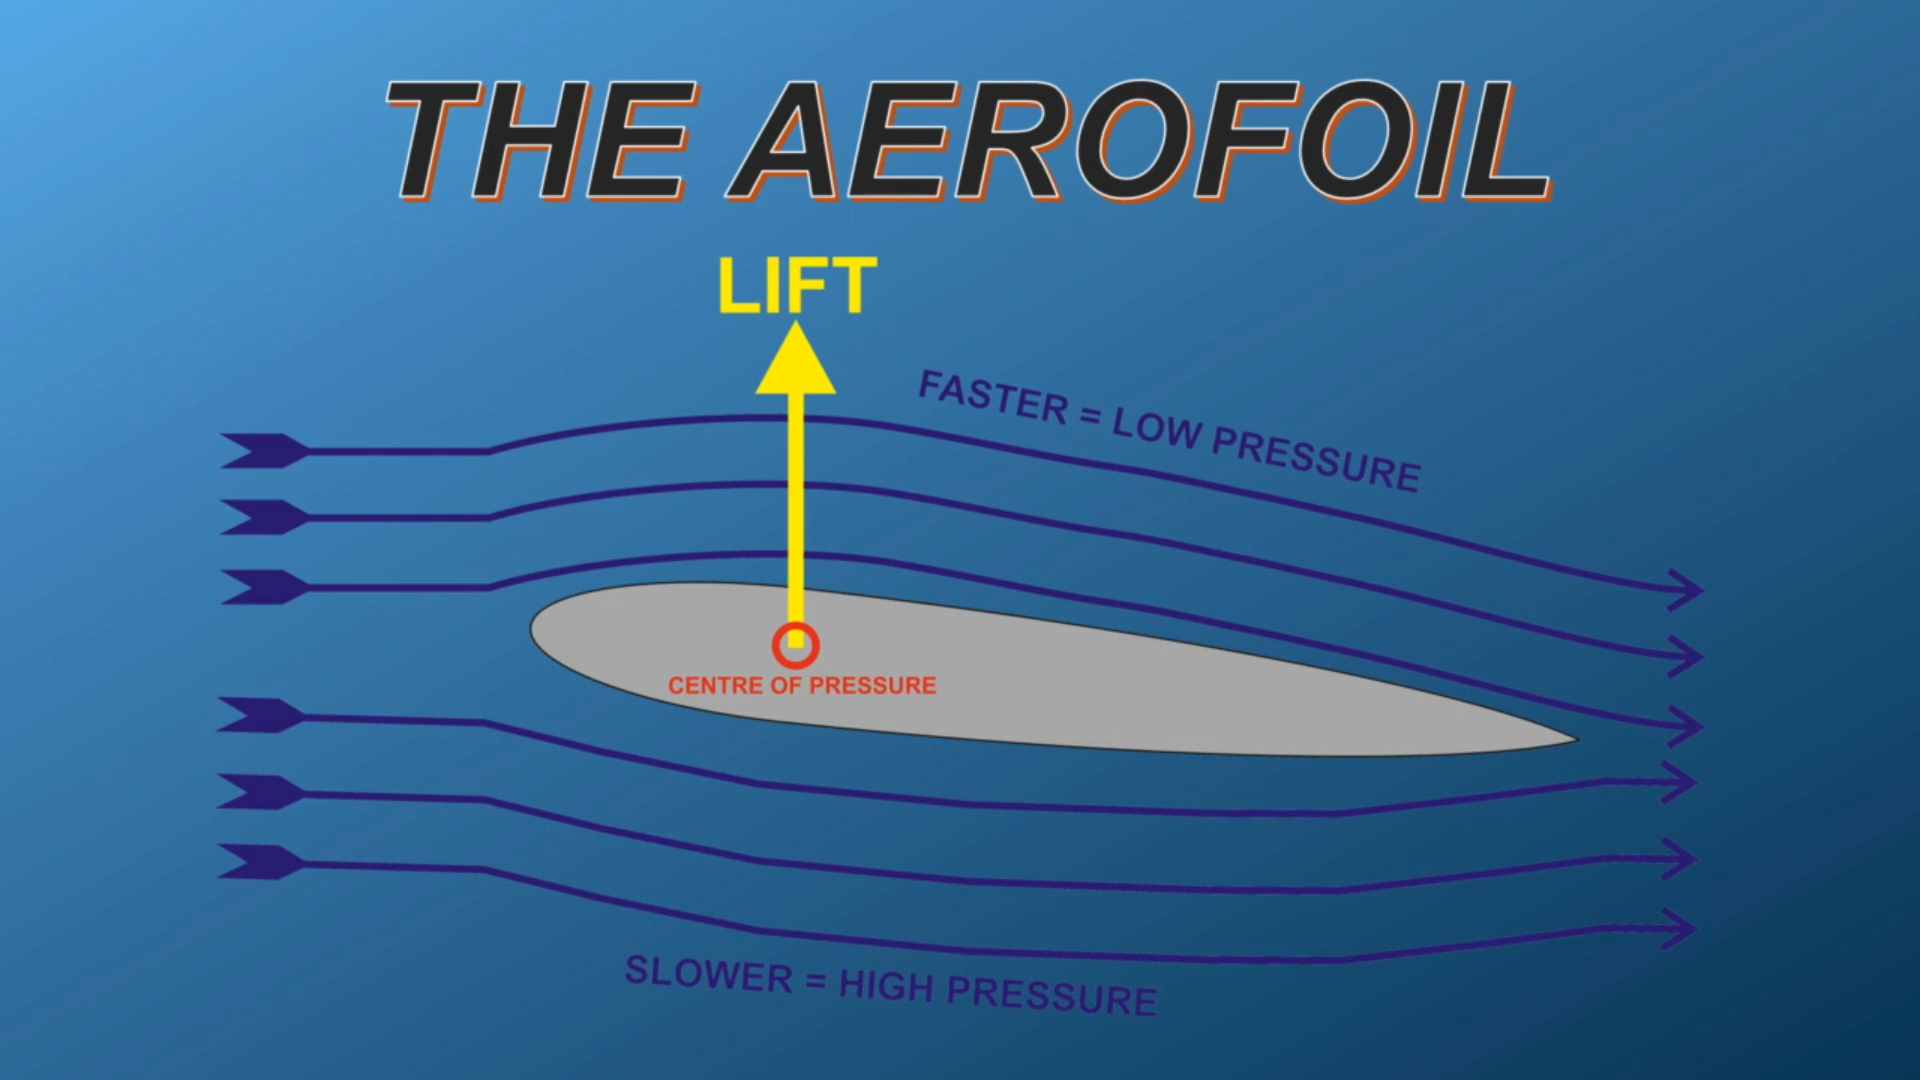 THE AEROFOIL
LIFT
FASTER = LOW PRESSURE
CENTRE OF PRESSURE
SLOWER = HIGH PRESSURE